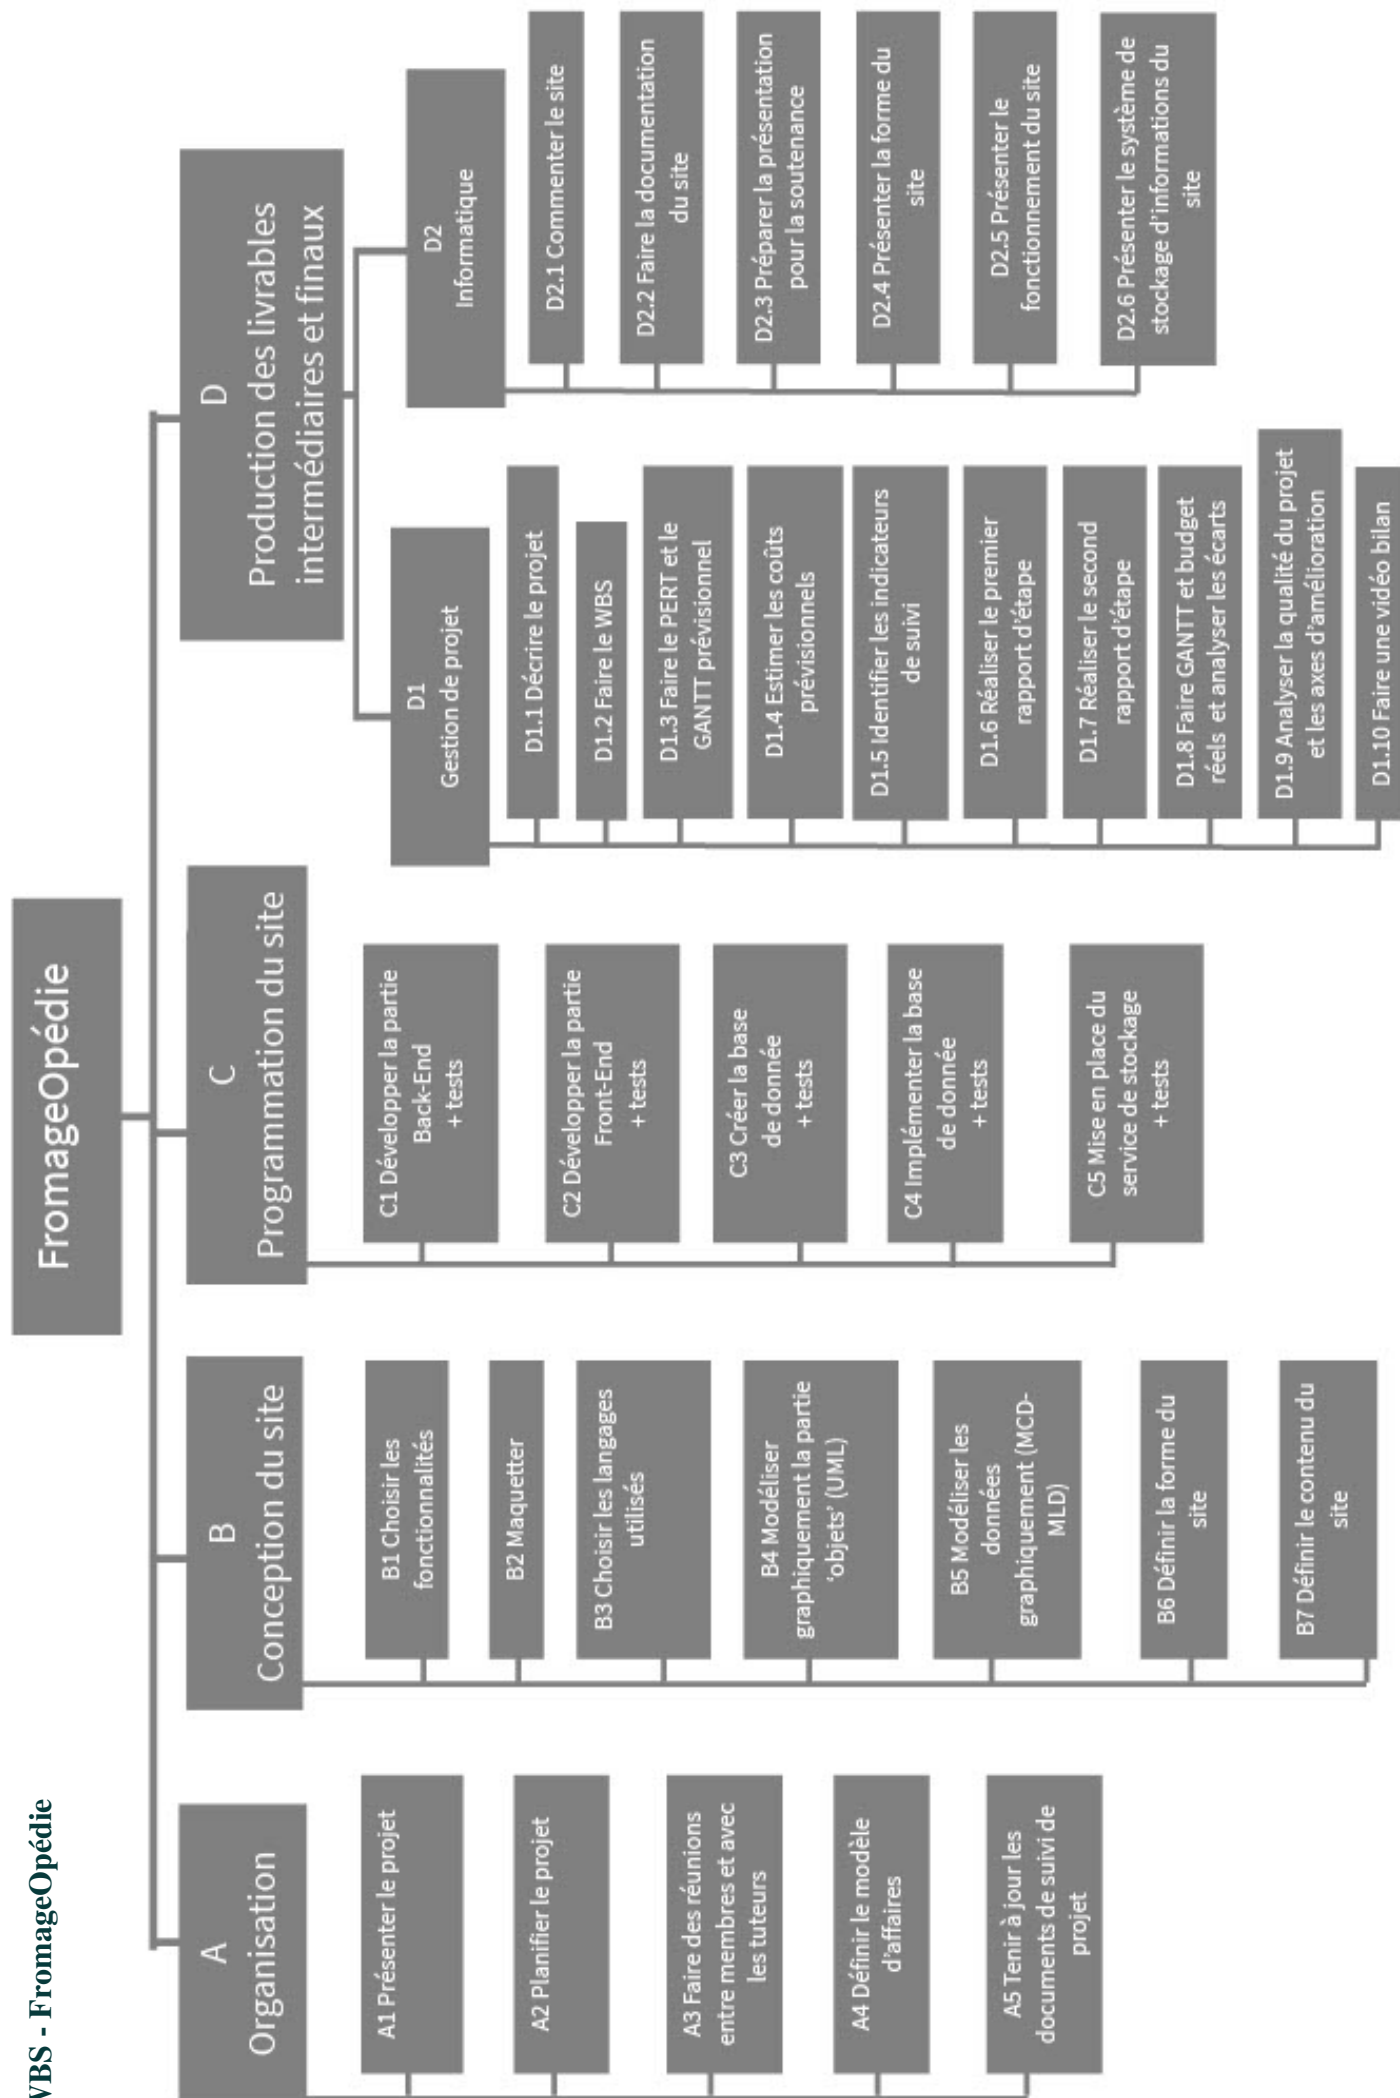 WBS - FromageOpédie
FromageOpédie
A
Organisation
A1 Présenter le projet
A2 Planifier le projet
A3 Faire des réunions
entre membres et avec
les tuteurs
A4 Définir le modèle
d'affaires
A5 Tenir à jour les
documents de suivi de
projet
B
Conception du site
B1 Choisir les
fonctionnalités
B2 Maquetter
B3 Choisir les langages
utilisés
B4 Modéliser
graphiquement la partie
‘objets’ (UML)
B5 Modéliser les
données
graphiquement (MCD-
MLD)
B6 Définir la forme du
site
B7 Définir le contenu du
site
C
Programmation du site
C1 Développer la partie
Back-End
+ tests
C2 Développer la partie
Front-End
+ tests
C3 Créer la base
de donnée
+ tests
C4 Implémenter la base
de donnée
+ tests
C5 Mise en place du
service de stockage
+ tests
D
Production des livrables
intermédiaires et finaux
D1
Gestion de projet
D1.1 Décrire le projet
D1.2 Faire le WBS
D1.3 Faire le PERT et le
GANTT prévisionnel
D1.4 Estimer les coûts
prévisionnels
D1.5 Identifier les indicateurs
de suivi
D1.6 Réaliser le premier
rapport d'étape
D1.7 Réaliser le second
rapport d'étape
D1.8 Faire GANTT et budget
réels et analyser les écarts
D1.9 Analyser la qualité du projet
et les axes d'amélioration
D1.10 Faire une vidéo bilan
D2
Informatique
D2.1 Commenter le site
D2.2 Faire la documentation
du site
D2.3 Préparer la présentation
pour la soutenance
D2.4 Présenter la forme du
site
D2.5 Présenter le
fonctionnement du site
D2.6 Présenter le système de
stockage d'informations du
site